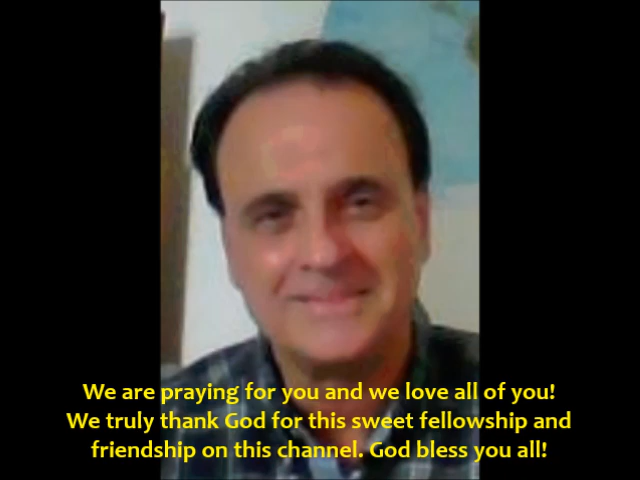 We are praying for you and we love all of you!
We truly thank God for this sweet fellowship and
friendship on this channel. God bless you all!